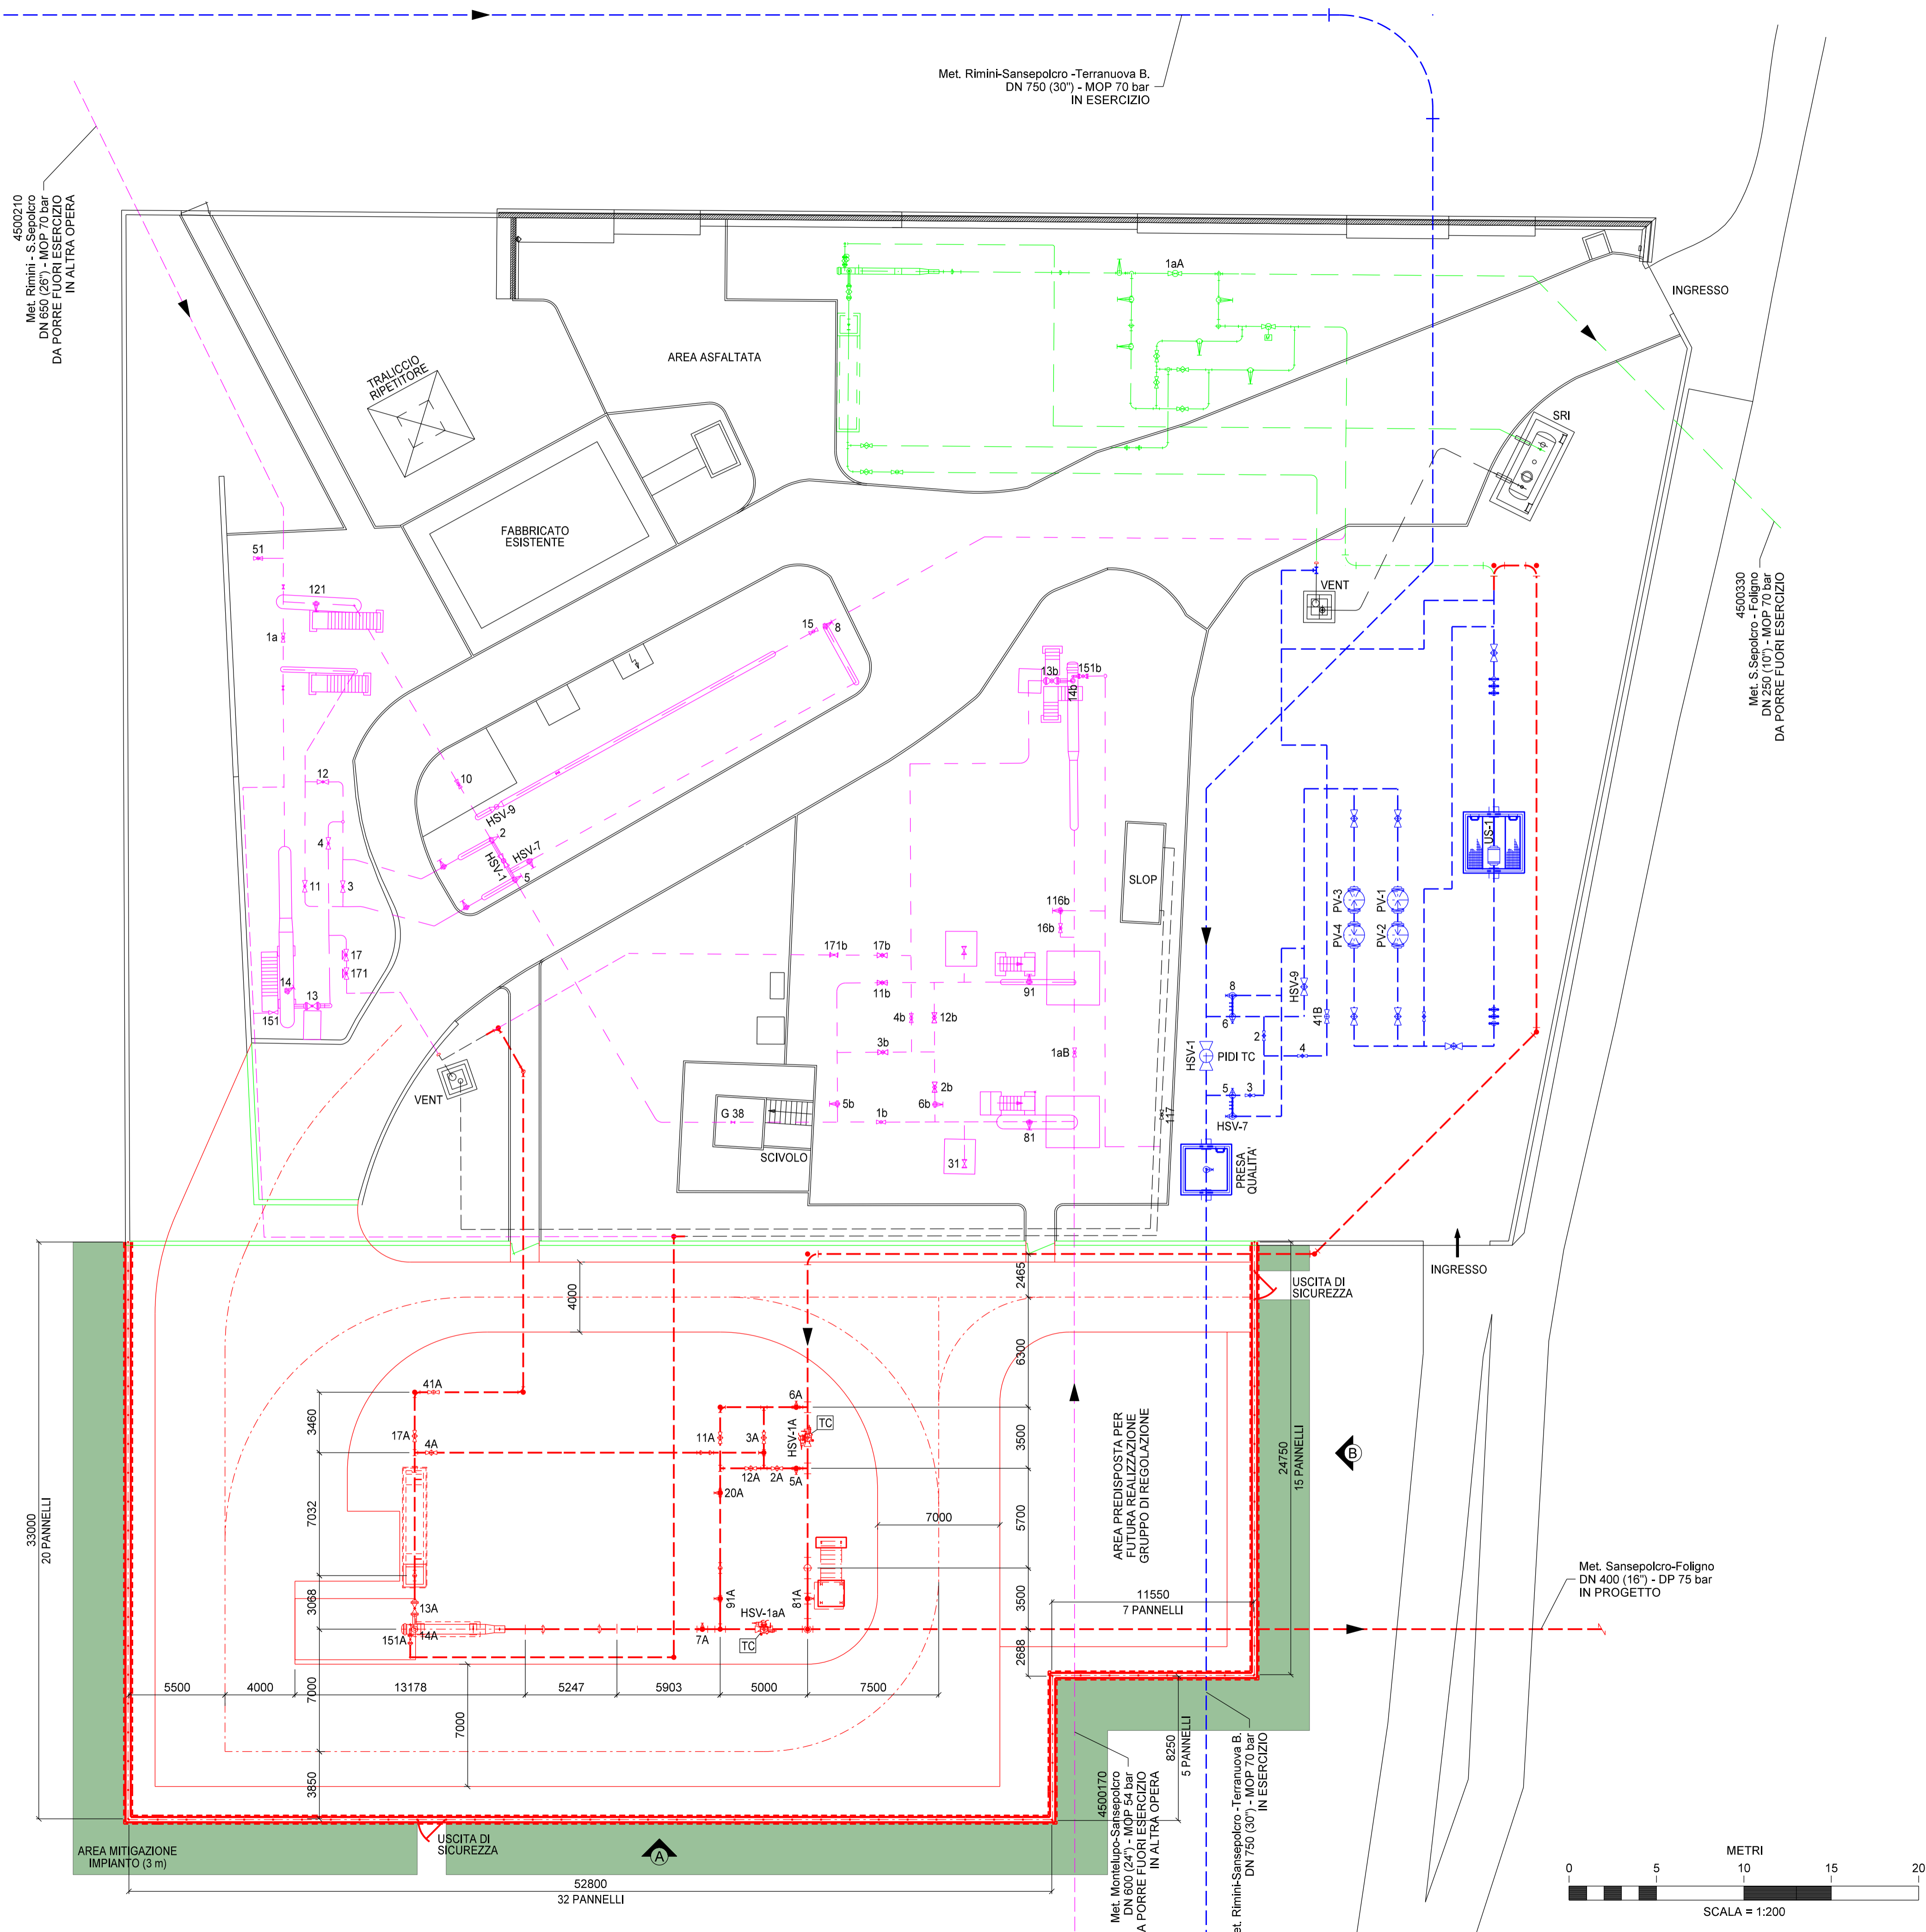 Met. Rimini-Sansepolcro -Terranuova B.
DN 750 (30") - MOP 70 bar
IN ESERCIZIO
4500210
Met. Rimini - S.Sepolcro
DN 650 (26") - MOP 70 bar
DA PORRE FUORI ESERCIZIO
IN ALTRA OPERA
1aA
INGRESSO
AREA ASFALTATA
TRALICCIO
RIPETITORE
SRI
FABBRICATO
ESISTENTE
51
121
1a
VENT
4500330
Met. S.Sepolcro - Foligno
DN 250 (10") - MOP 70 bar
DA PORRE FUORI ESERCIZIO
15
8
13b
151b
14b
12
10
HSV-9
4
2
HSV-7
HSV-1
5
11
3
SLOP
US-1
PV-3
PV-1
PV-4
PV-2
116b
16b
17
171
14
13
151
171b
17b
11b
91
4b
12b
3b
1aB
2b
5b
6b
1b
81
31
117
8
6
HSV-9
41B
2
4
HSV-1
PIDI TC
5
3
HSV-7
PRESA
QUALITA'
VENT
G 38
SCIVOLO
INGRESSO
USCITA DI
SICUREZZA
2465
4000
6300
3500
5700
3500
2688
41A
3460
17A
4A
7032
3068
13A
14A
151A
7000
3850
6A
TC
HSV-1A
11A
3A
12A
2A
5A
20A
91A
81A
HSV-1aA
7A
TC
7000
AREA PREDISPOSTA PER
FUTURA REALIZZAZIONE
GRUPPO DI REGOLAZIONE
24750
15 PANNELLI
B
33000
20 PANNELLI
11550
7 PANNELLI
Met. Sansepolcro-Foligno
DN 400 (16") - DP 75 bar
IN PROGETTO
5500
4000
13178
5247
5903
5000
7500
7000
8250
5 PANNELLI
4500170
Met. Montelupo-Sansepolcro
DN 600 (24") - MOP 54 bar
A PORRE FUORI ESERCIZIO
IN ALTRA OPERA
et. Rimini-Sansepolcro -Terranuova B.
DN 750 (30") - MOP 70 bar
IN ESERCIZIO
AREA MITIGAZIONE
IMPIANTO (3 m)
USCITA DI
SICUREZZA
A
52800
32 PANNELLI
METRI
0 5 10 15 20
SCALA = 1:200